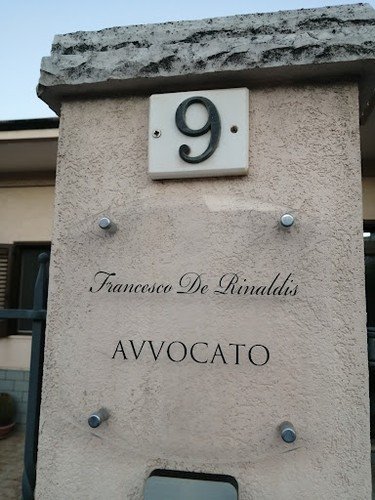 9
Francesco De Rinaldis
AVVOCATO